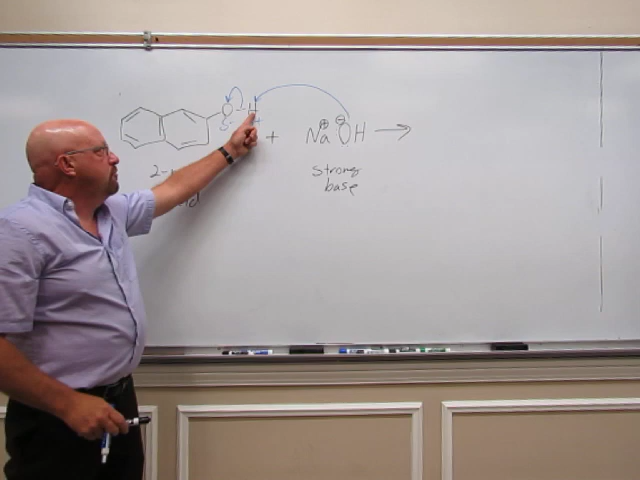 O-H
δ-
+
Na⊕ ⊖OH →
2-
strong
base